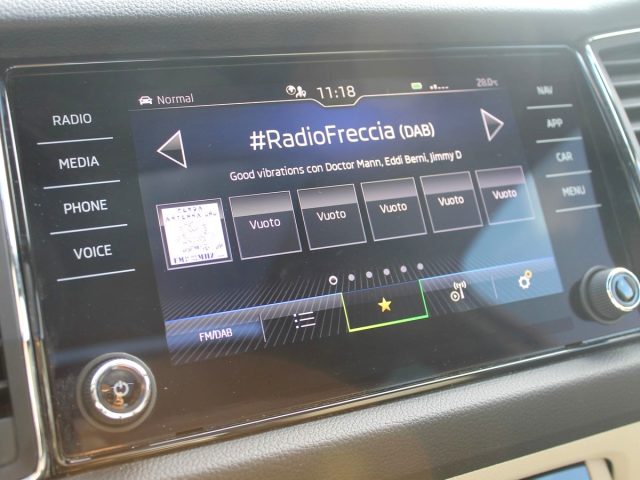 Normal
11:18
28.0°C
RADIO
MEDIA
PHONE
VOICE
NAV
APP
CAR
MENU
#RadioFreccia (DAB)
Good vibrations con Doctor Mann, Eddi Berni, Jimmy D
Vuoto
Vuoto
Vuoto
Vuoto
Vuoto
FM/DAB